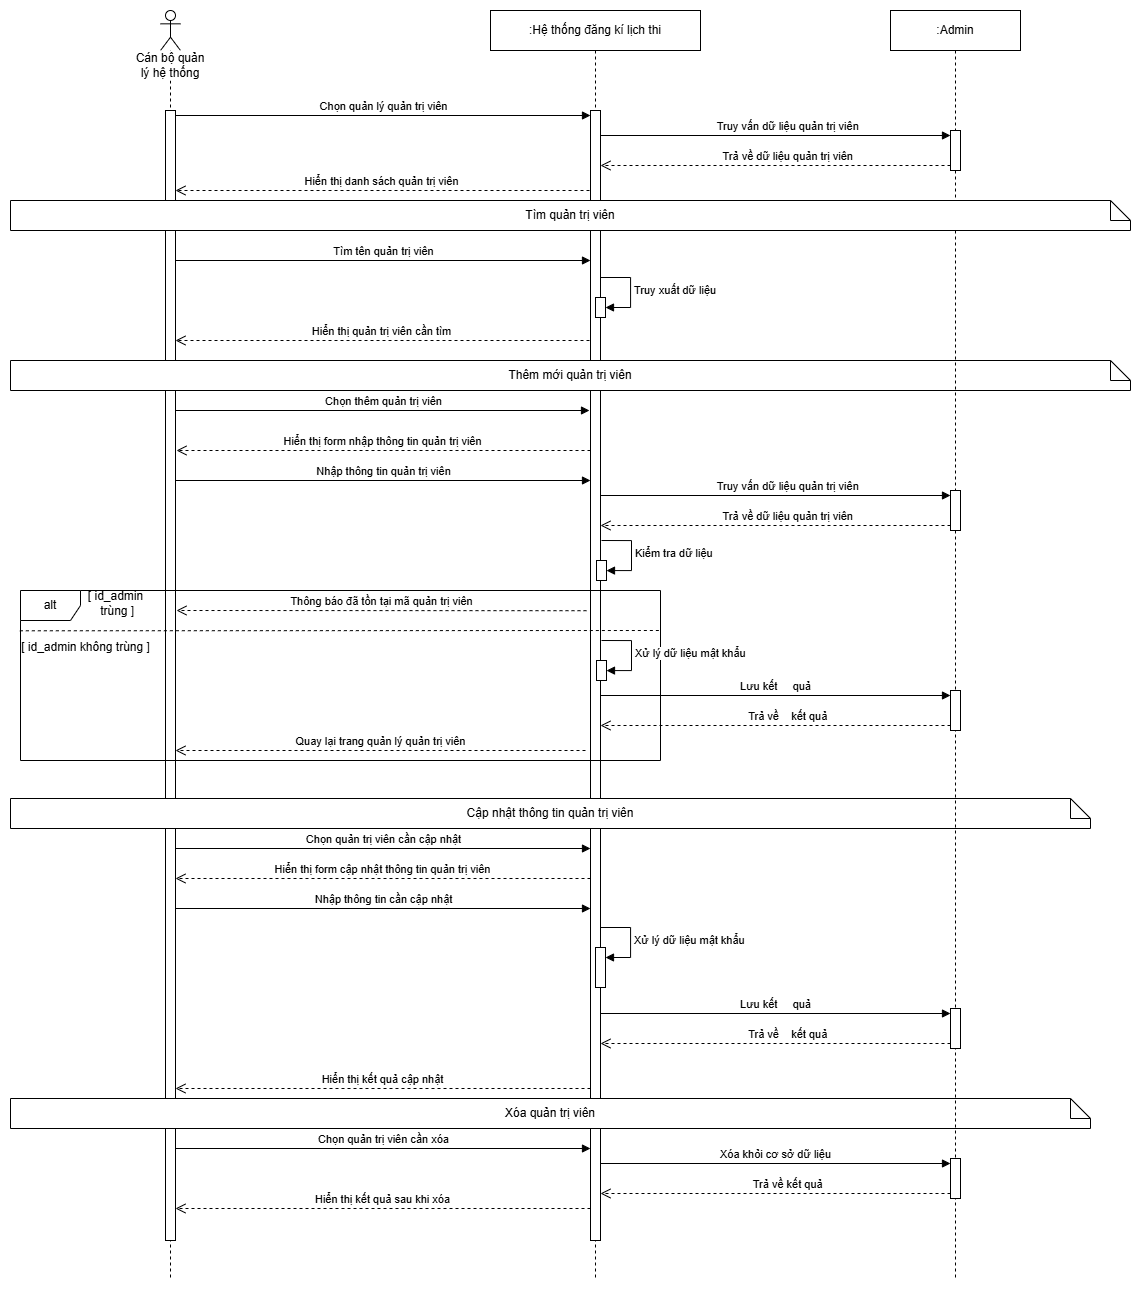 Cán bộ quản
lý hệ thống
:Hệ thống đăng kí lịch thi
:Admin
Chọn quản lý quản trị viên
Truy vấn dữ liệu quản trị viên
Trả về dữ liệu quản trị viên
Hiển thị danh sách quản trị viên
Tìm quản trị viên
Tìm tên quản trị viên
Truy xuất dữ liệu
Hiển thị quản trị viên cần tìm
Thêm mới quản trị viên
Chọn thêm quản trị viên
Hiển thị form nhập thông tin quản trị viên
Nhập thông tin quản trị viên
Truy vấn dữ liệu quản trị viên
Trả về dữ liệu quản trị viên
Kiểm tra dữ liệu
alt
[ id_admin
trùng ]
Thông báo đã tồn tại mã quản trị viên
[ id_admin không trùng ]
Xử lý dữ liệu mật khẩu
Lưu kết quả
Trả về kết quả
Quay lại trang quản lý quản trị viên
Cập nhật thông tin quản trị viên
Chọn quản trị viên cần cập nhật
Hiển thị form cập nhật thông tin quản trị viên
Nhập thông tin cần cập nhật
Xử lý dữ liệu mật khẩu
Lưu kết quả
Trả về kết quả
Hiển thị kết quả cập nhật
Xóa quản trị viên
Chọn quản trị viên cần xóa
Xóa khỏi cơ sở dữ liệu
Trả về kết quả
Hiển thị kết quả sau khi xóa